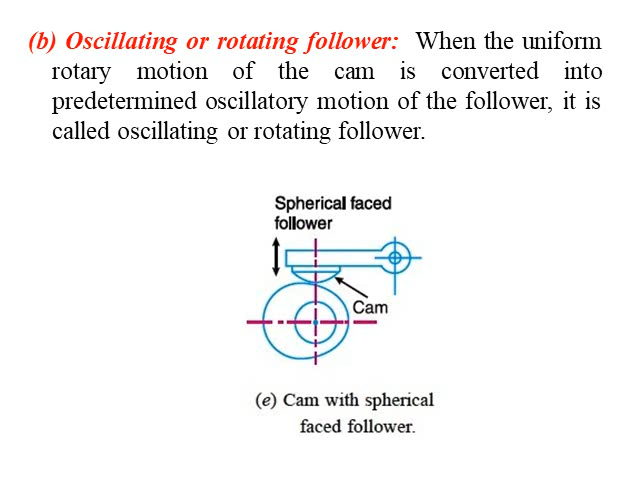 (b) Oscillating or rotating follower: When the uniform
rotary motion of the cam is converted into
predetermined oscillatory motion of the follower, it is
called oscillating or rotating follower.
Spherical faced
follower
Cam
(e) Cam with spherical
faced follower.